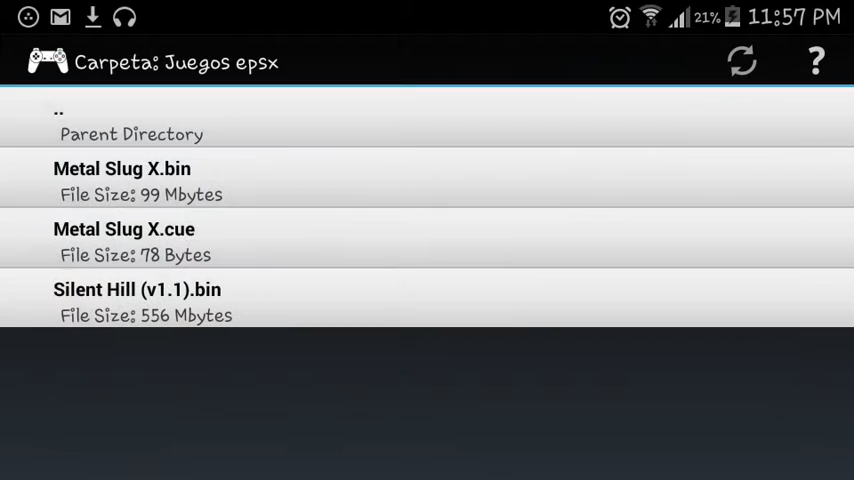 21% 11:57 PM
Carpeta: Juegos epsx ?
..
Parent Directory
Metal Slug X.bin
File Size: 99 Mbytes
Metal Slug X.cue
File Size: 78 Bytes
Silent Hill (v1.1).bin
File Size: 556 Mbytes